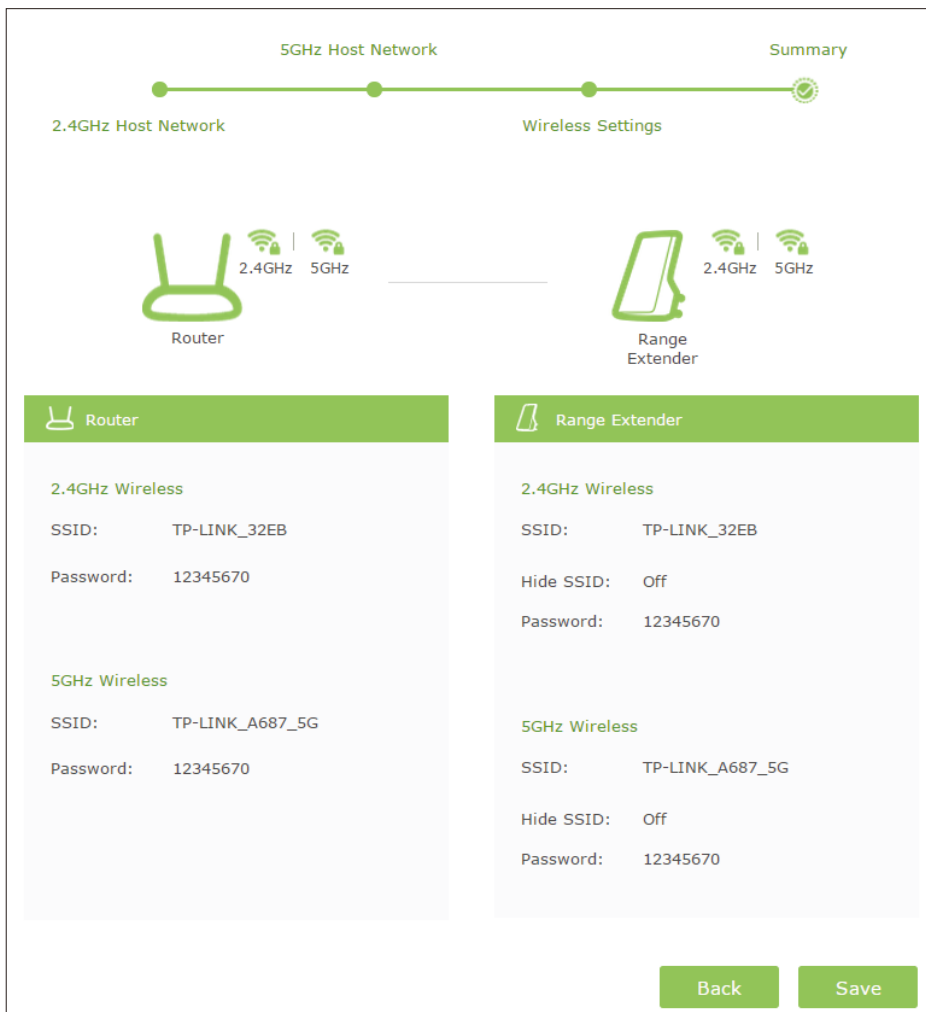 5GHz Host Network
Summary
2.4GHz Host Network
Wireless Settings
2.4GHz
5GHz
Router
2.4GHz
5GHz
Range
Extender
Router
2.4GHz Wireless
SSID: TP-LINK_32EB
Password: 12345670
5GHz Wireless
SSID: TP-LINK_A687_5G
Password: 12345670
Range Extender
2.4GHz Wireless
SSID: TP-LINK_32EB
Hide SSID: Off
Password: 12345670
5GHz Wireless
SSID: TP-LINK_A687_5G
Hide SSID: Off
Password: 12345670
Back
Save